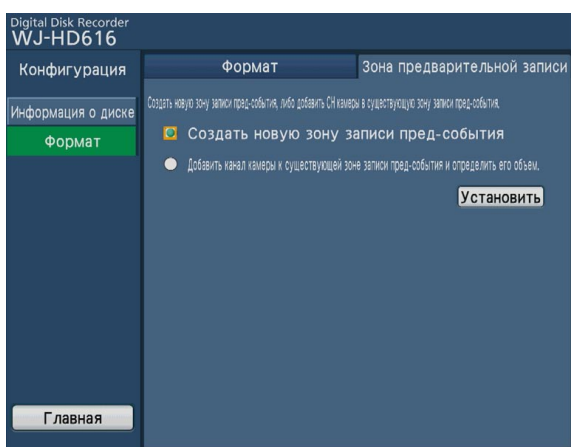 Digital Disk Recorder
WJ-HD616
Конфигурация
Формат
Зона предварительной записи
Информация о диске
Формат
Создать новую зону записи пред-события, либо добавить CH камеры в существующую зону записи пред-события.
Создать новую зону записи пред-события
Добавить канал камеры к существующей зоне записи пред-события и определить его объем.
Установить
Главная